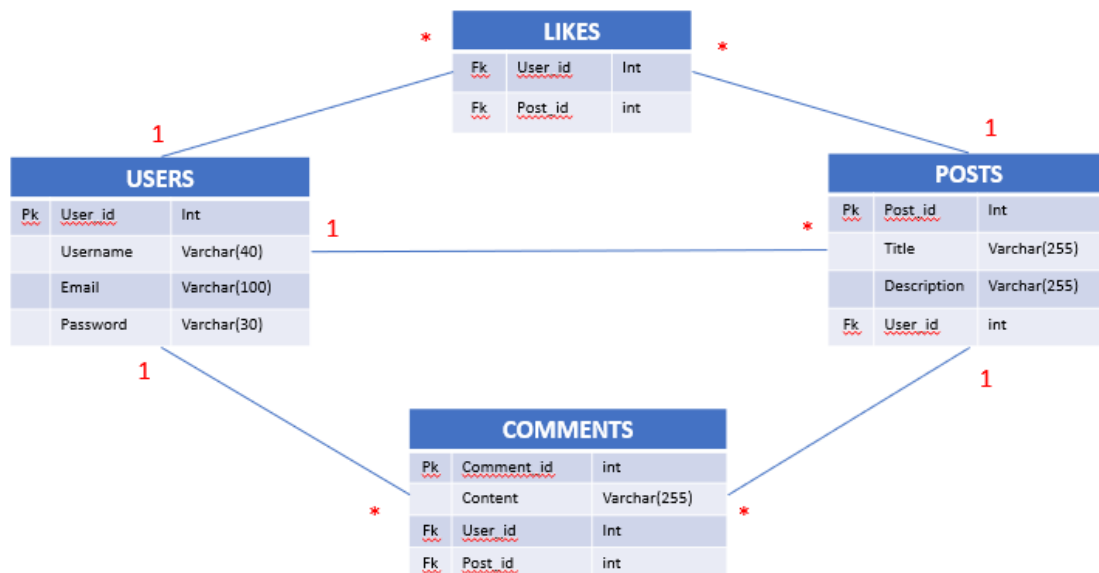 LIKES
* *
Fk User_id Int
Fk Post_id int
1 1
USERS
Pk User_id Int
Username Varchar(40)
Email Varchar(100)
Password Varchar(30)
POSTS
Pk Post_id Int
Title Varchar(255)
Description Varchar(255)
Fk User_id int
1 *
1 1
COMMENTS
Pk Comment_id int
Content Varchar(255)
Fk User_id Int
Fk Post_id int
* *